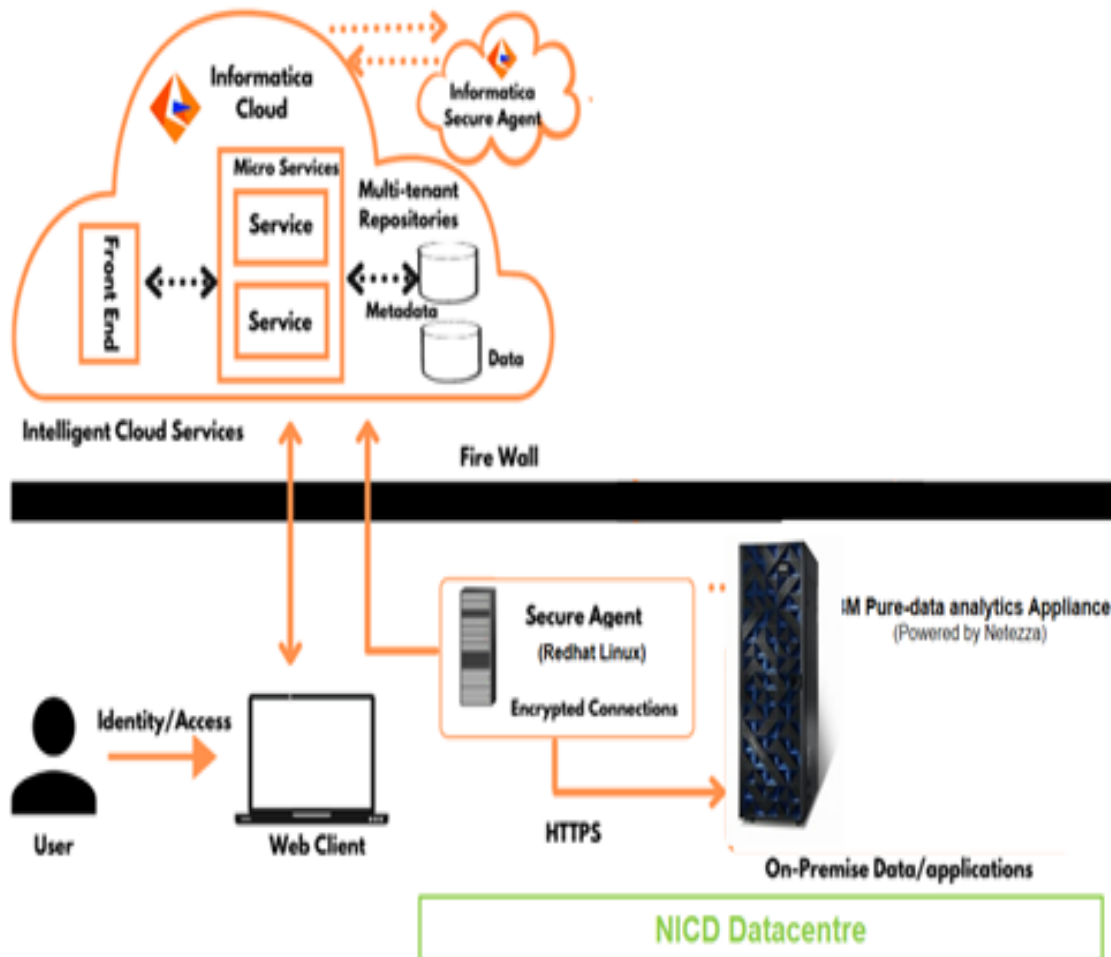 Informatica
Cloud
Informatica
Secure Agent
Micro Services
Service
Service
Multi-tenant
Repositories
Front End
Metadata
Data
Intelligent Cloud Services
Fire Wall
Secure Agent
(Redhat Linux)
Encrypted Connections
M Pure-data analytics Appliance
(Powered by Netezza)
Identity/Access
User
Web Client
HTTPS
On-Premise Data/applications
NICD Datacentre